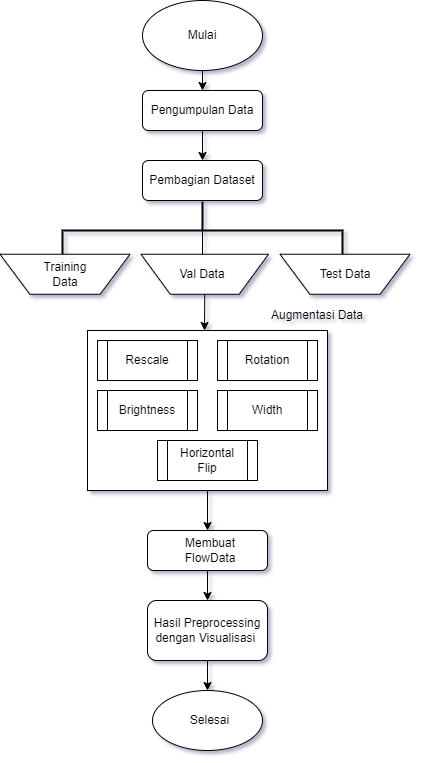 Mulai
Pengumpulan Data
Pembagian Dataset
Training
Data
Val Data
Test Data
Augmentasi Data
Rescale
Rotation
Brightness
Width
Horizontal
Flip
Membuat
FlowData
Hasil Preprocessing
dengan Visualisasi
Selesai